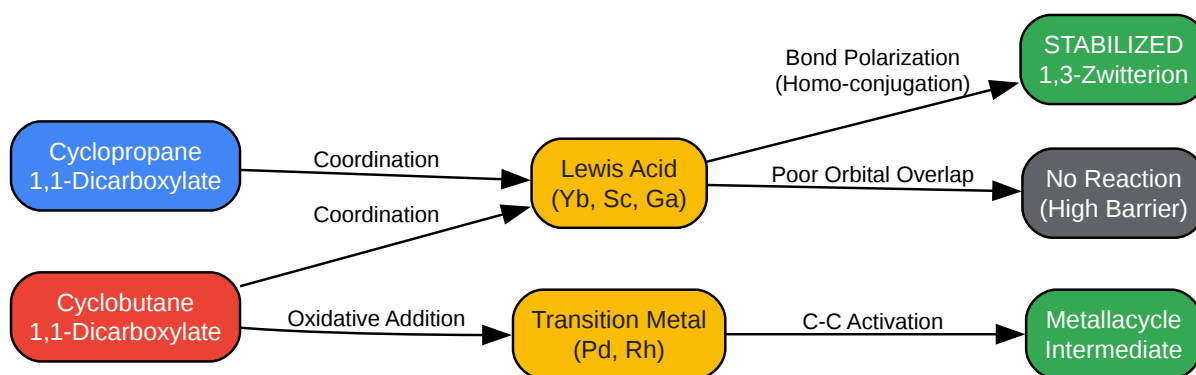 Cyclopropane
1,1-Dicarboxylate
Coordination
Coordination
Lewis Acid
(Yb, Sc, Ga)
Bond Polarization
(Homo-conjugation)
STABILIZED
1,3-Zwitterion
Poor Orbital Overlap
No Reaction
(High Barrier)
Cyclobutane
1,1-Dicarboxylate
Oxidative Addition
Transition Metal
(Pd, Rh)
C-C Activation
Metallacycle
Intermediate